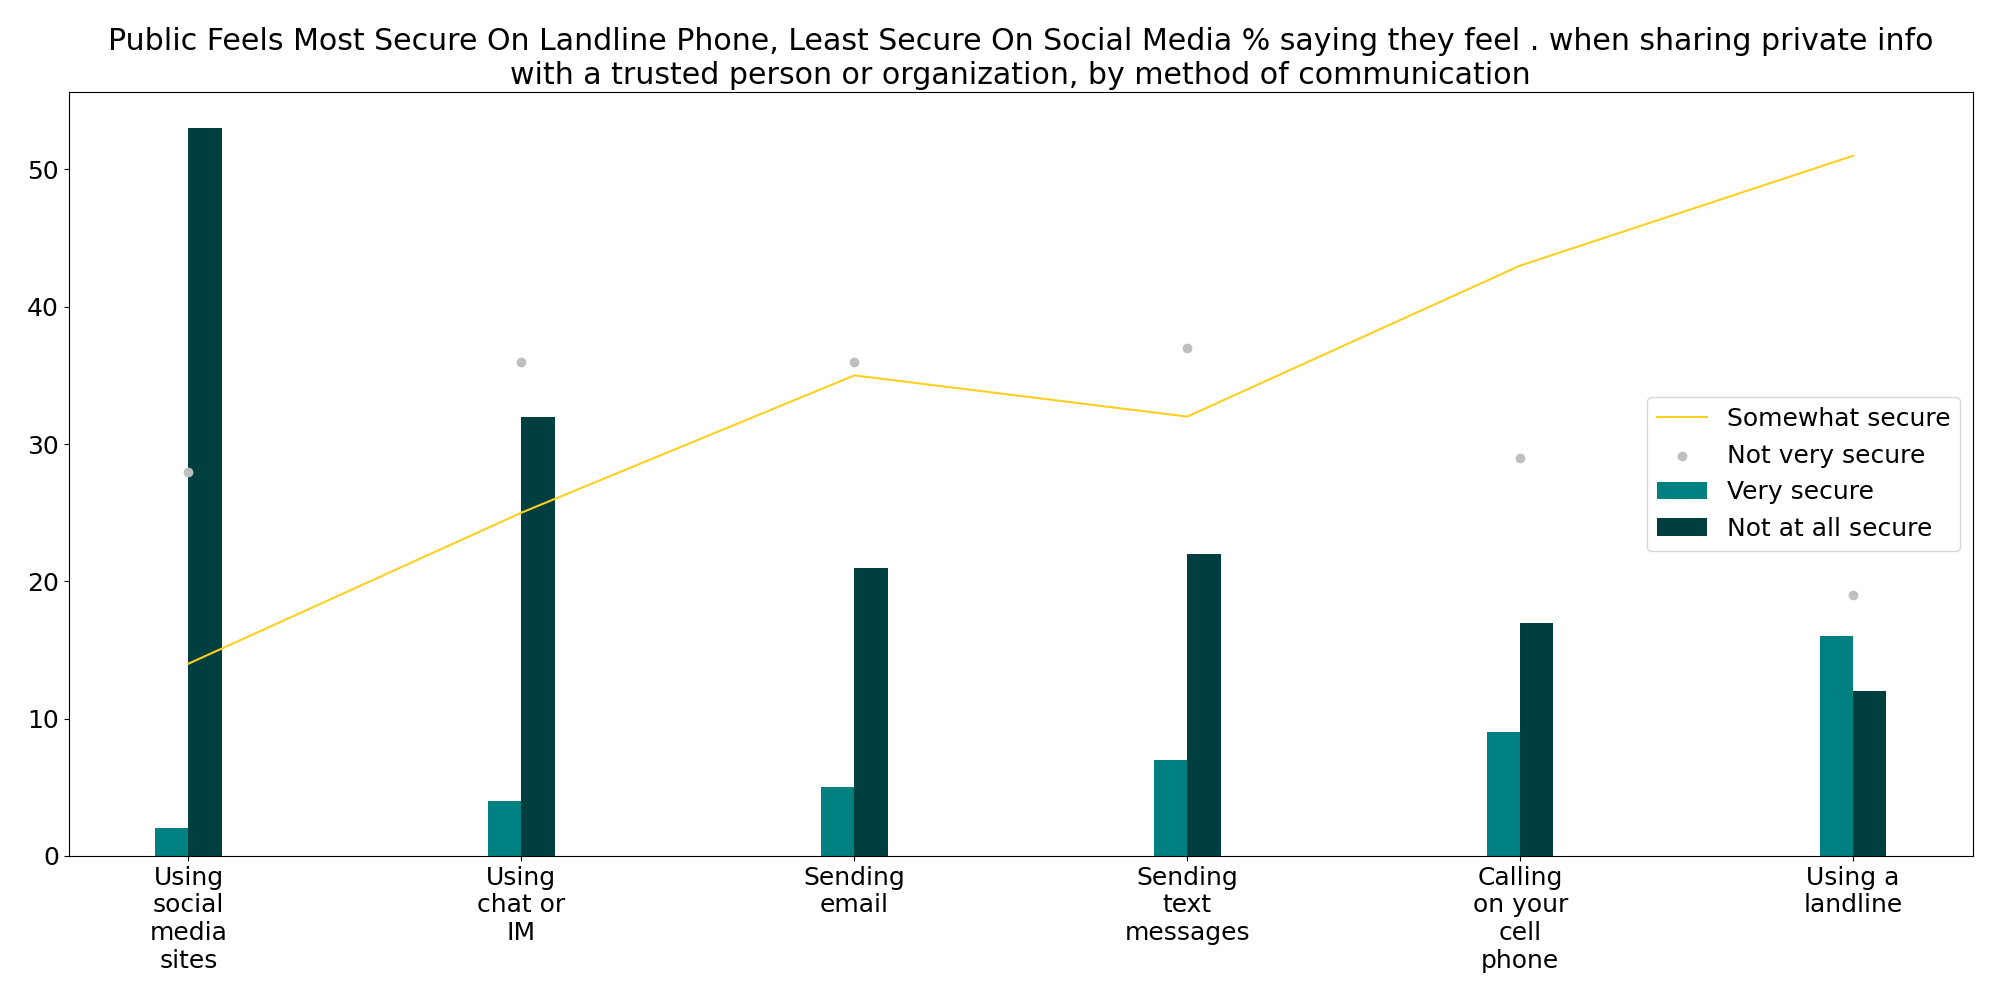 Public Feels Most Secure On Landline Phone, Least Secure On Social Media % saying they feel . when sharing private info
with a trusted person or organization, by method of communication
50
40
30
20
10
0
Somewhat secure
Not very secure
Very secure
Not at all secure
Using
social
media
sites
Using
chat or
IM
Sending
email
Sending
text
messages
Calling
on your
cell
phone
Using a
landline